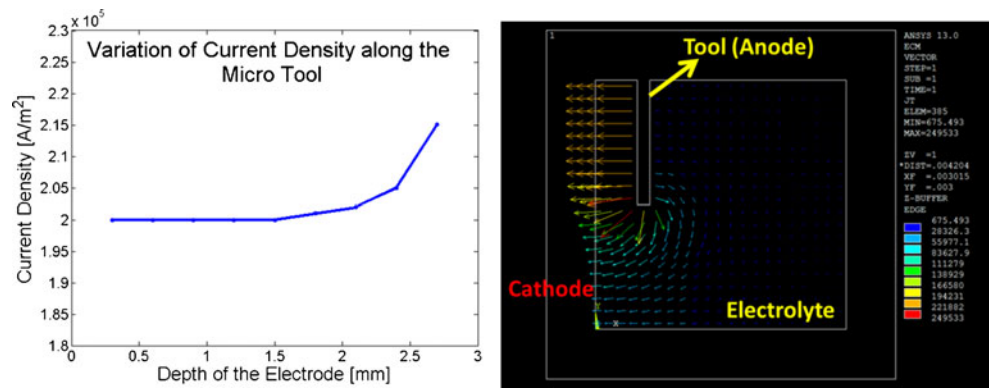 2.3 x 10⁵
Variation of Current Density along the
Micro Tool
2.25
2.2
2.15
2.1
2.05
2
1.95
1.9
1.85
1.8
Current Density [A/m²]
0 0.5 1 1.5 2 2.5 3
Depth of the Electrode [mm]
1
Tool (Anode)
Cathode
Electrolyte
Y
X
ANSYS 13.0
ECM
VECTOR
STEP=1
SUB =1
TIME=1
JT
ELEM=385
MIN=675.493
MAX=249533
ZV =1
*DIST=.004204
XF =.003015
YF =.003
Z-BUFFER
EDGE
675.493
28326.3
55977.1
83627.9
111279
138929
166580
194231
221882
249533